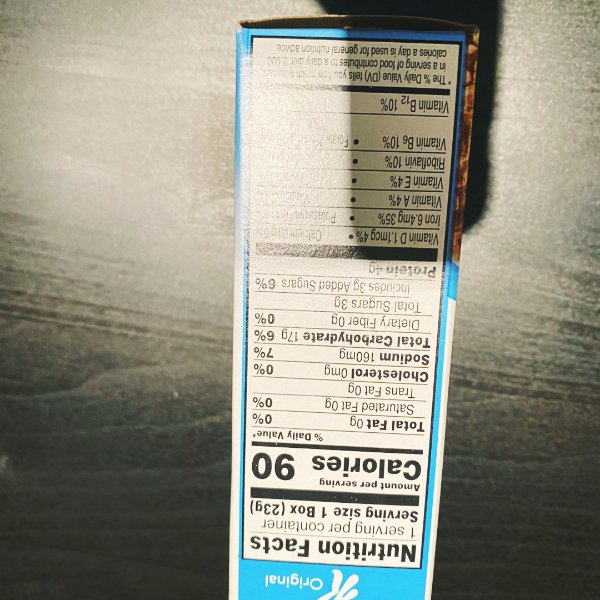 Original
Nutrition Facts
1 serving per container
Serving size 1 Box (23g)
Amount per serving
Calories 90
% Daily Value*
Total Fat 0g 0%
Saturated Fat 0g 0%
Trans Fat 0g
Cholesterol 0mg 0%
Sodium 160mg 7%
Total Carbohydrate 17g 6%
Dietary Fiber 0g 0%
Total Sugars 3g
Includes 3g Added Sugars 6%
Protein 4g
Vitamin D 1.1mcg 4% • Calcium 0mg 0%
Iron 6.4mg 35% • Potassium
Vitamin A 4% •
Vitamin E 4% •
Riboflavin 10% •
Vitamin B6 10% •
Vitamin B12 10%
* The % Daily Value (DV) tells you how much a
in a serving of food contributes to a daily diet. 2,000
calories a day is used for general nutrition advice